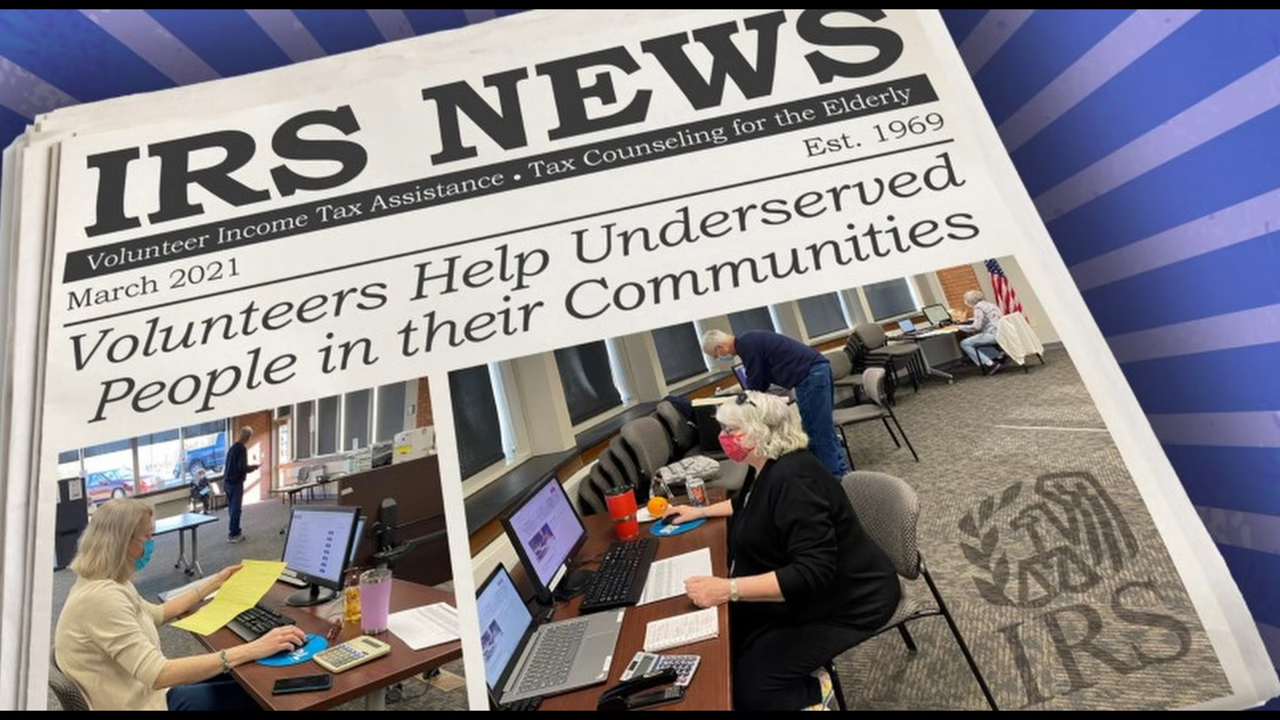 IRS NEWS
Volunteer Income Tax Assistance • Tax Counseling for the Elderly
March 2021
Est. 1969
Volunteers Help Underserved
People in their Communities
IRS